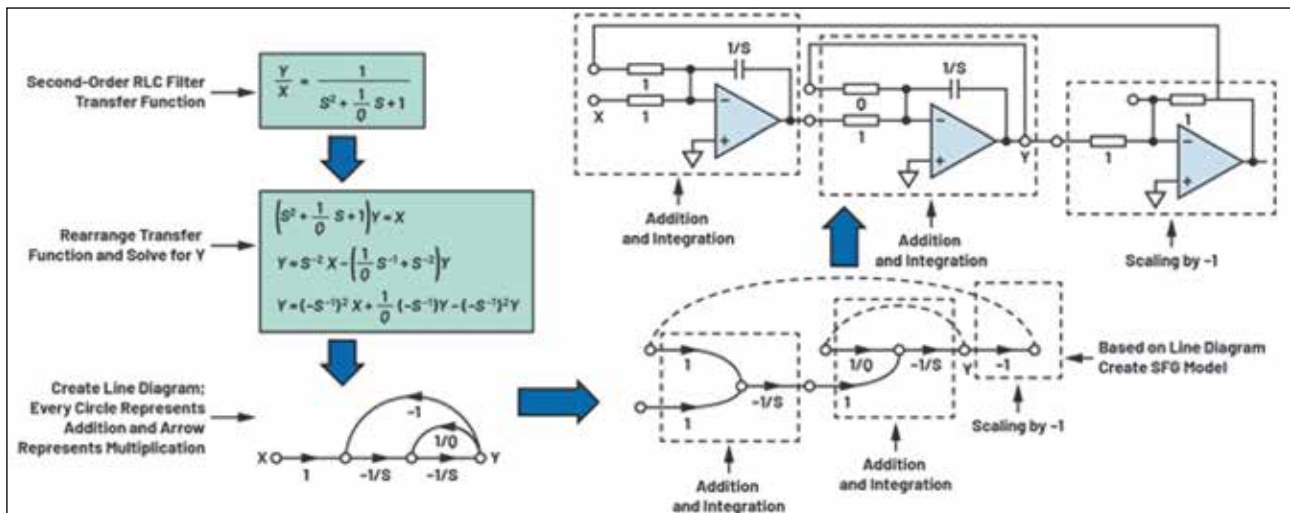 Second-Order RLC Filter
Transfer Function
Y/X = 1/(S² + 1/Q S + 1)
Rearrange Transfer
Function and Solve for Y
(S² + 1/Q S + 1)Y = X
Y = S⁻² X – (1/Q S⁻¹ + S⁻²)Y
Y = (–S⁻¹)² X + 1/Q (–S⁻¹)Y – (–S⁻¹)² Y
Create Line Diagram;
Every Circle Represents
Addition and Arrow
Represents Multiplication
X
1
–1/S
–1/S
–1
1/Q
Y
1
X
1
1/S
–
+
Addition
and Integration
Q
1
1/S
–
+
Y
Addition
and Integration
1
1
–
+
Scaling by –1
1
1
–1/S
Addition
and Integration
1/Q
1
–1/S
Y
Addition
and Integration
–1
Scaling by –1
Based on Line Diagram
Create SFG Model